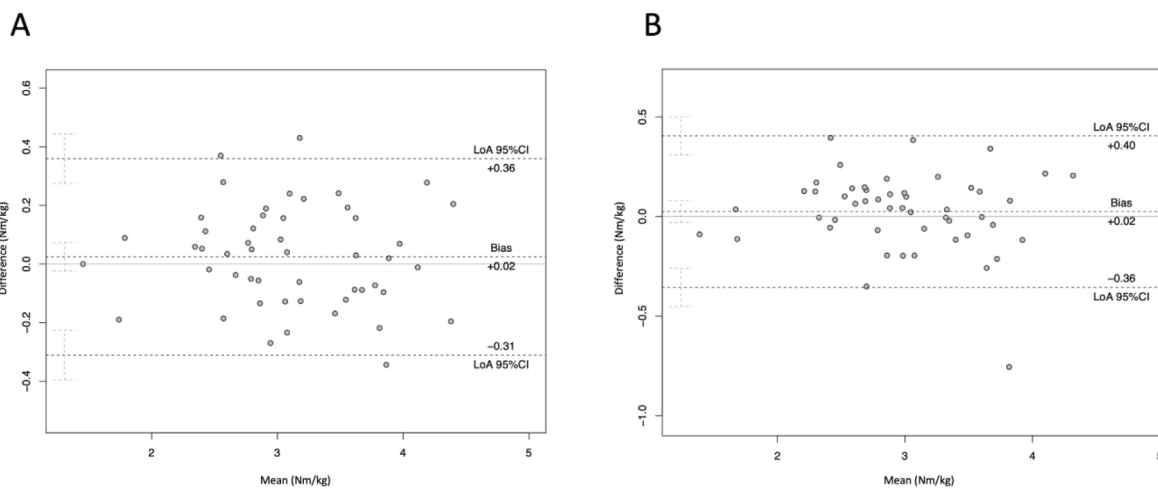 A
B
Difference (Nm/kg)
0.6
0.4
0.2
0.0
−0.2
−0.4
LoA 95%CI
+0.36
Bias
+0.02
−0.31
LoA 95%CI
2 3 4 5
Mean (Nm/kg)
Difference (Nm/kg)
0.5
0.0
−0.5
−1.0
LoA 95%CI
+0.40
Bias
+0.02
−0.36
LoA 95%CI
2 3 4 5
Mean (Nm/kg)